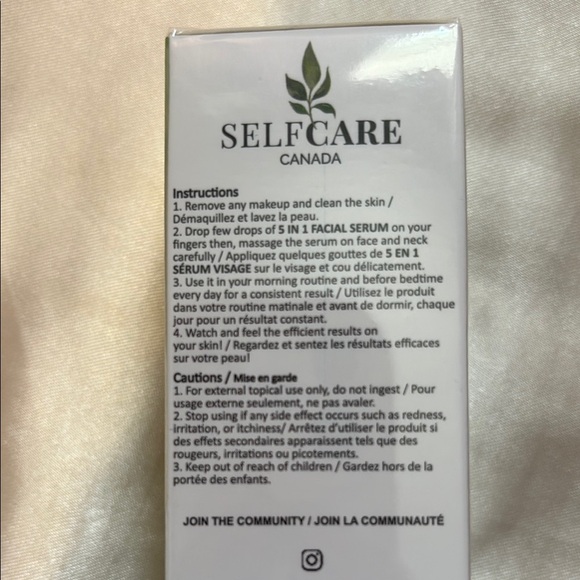 SELFCARE
CANADA
Instructions
1. Remove any makeup and clean the skin /
Démaquillez et lavez la peau.
2. Drop few drops of 5 IN 1 FACIAL SERUM on your
fingers then, massage the serum on face and neck
carefully / Appliquez quelques gouttes de 5 EN 1
SÉRUM VISAGE sur le visage et cou délicatement.
3. Use it in your morning routine and before bedtime
every day for a consistent result / Utilisez le produit
dans votre routine matinale et avant de dormir, chaque
jour pour un résultat constant.
4. Watch and feel the efficient results on
your skin! / Regardez et sentez les résultats efficaces
sur votre peau!
Cautions / Mise en garde
1. For external topical use only, do not ingest / Pour
usage externe seulement, ne pas avaler.
2. Stop using if any side effect occurs such as redness,
irritation, or itchiness/ Arrêtez d'utiliser le produit si
des effets secondaires apparaissent tels que des
rougeurs, irritations ou picotements.
3. Keep out of reach of children / Gardez hors de la
portée des enfants.
JOIN THE COMMUNITY / JOIN LA COMMUNAUTÉ